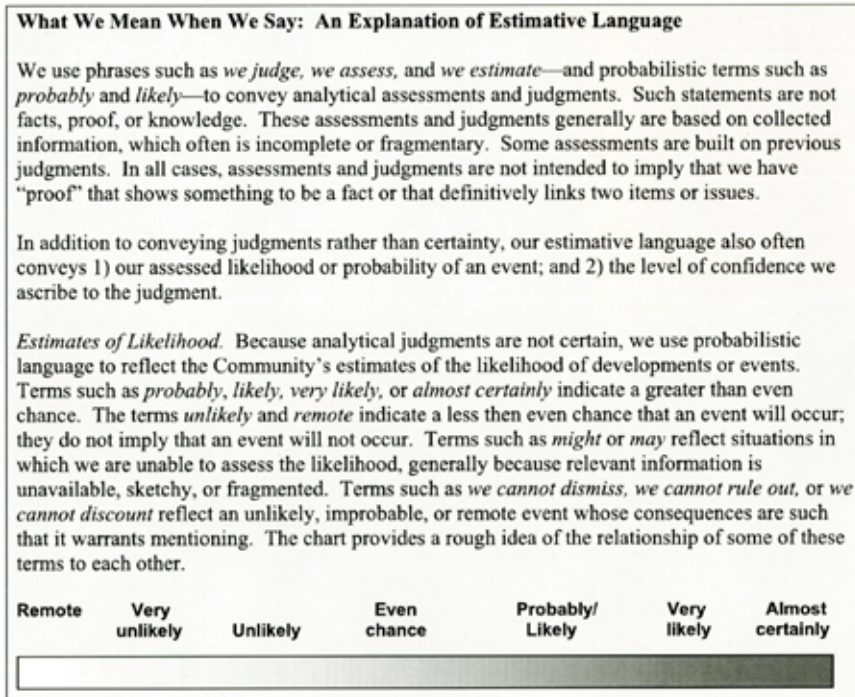 What We Mean When We Say: An Explanation of Estimative Language
We use phrases such as we judge, we assess, and we estimate—and probabilistic terms such as
probably and likely—to convey analytical assessments and judgments. Such statements are not
facts, proof, or knowledge. These assessments and judgments generally are based on collected
information, which often is incomplete or fragmentary. Some assessments are built on previous
judgments. In all cases, assessments and judgments are not intended to imply that we have
“proof” that shows something to be a fact or that definitively links two items or issues.
In addition to conveying judgments rather than certainty, our estimative language also often
conveys 1) our assessed likelihood or probability of an event; and 2) the level of confidence we
ascribe to the judgment.
Estimates of Likelihood. Because analytical judgments are not certain, we use probabilistic
language to reflect the Community’s estimates of the likelihood of developments or events.
Terms such as probably, likely, very likely, or almost certainly indicate a greater than even
chance. The terms unlikely and remote indicate a less then even chance that an event will occur;
they do not imply that an event will not occur. Terms such as might or may reflect situations in
which we are unable to assess the likelihood, generally because relevant information is
unavailable, sketchy, or fragmented. Terms such as we cannot dismiss, we cannot rule out, or we
cannot discount reflect an unlikely, improbable, or remote event whose consequences are such
that it warrants mentioning. The chart provides a rough idea of the relationship of some of these
terms to each other.
Remote
Very
unlikely
Unlikely
Even
chance
Probably/
Likely
Very
likely
Almost
certainly